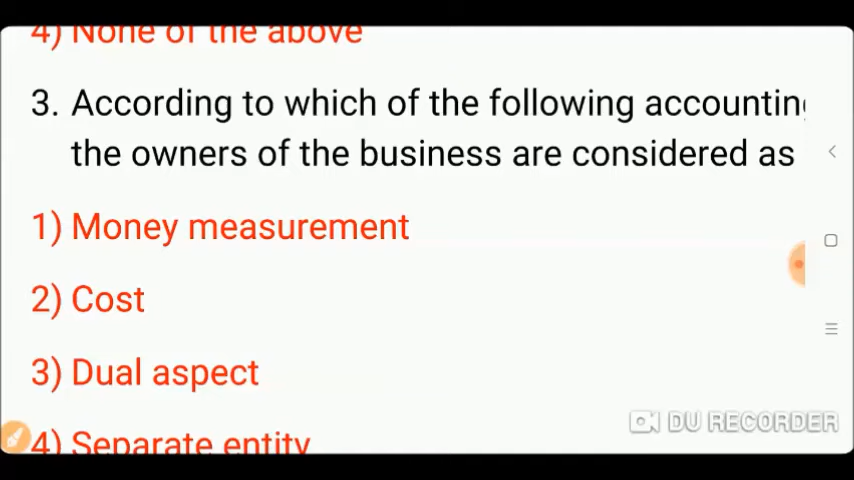 4) None of the above
3. According to which of the following
the owners of the business are considered as
1) Money measurement
2) Cost
3) Dual aspect
4) Separate entity
DU RECORDER